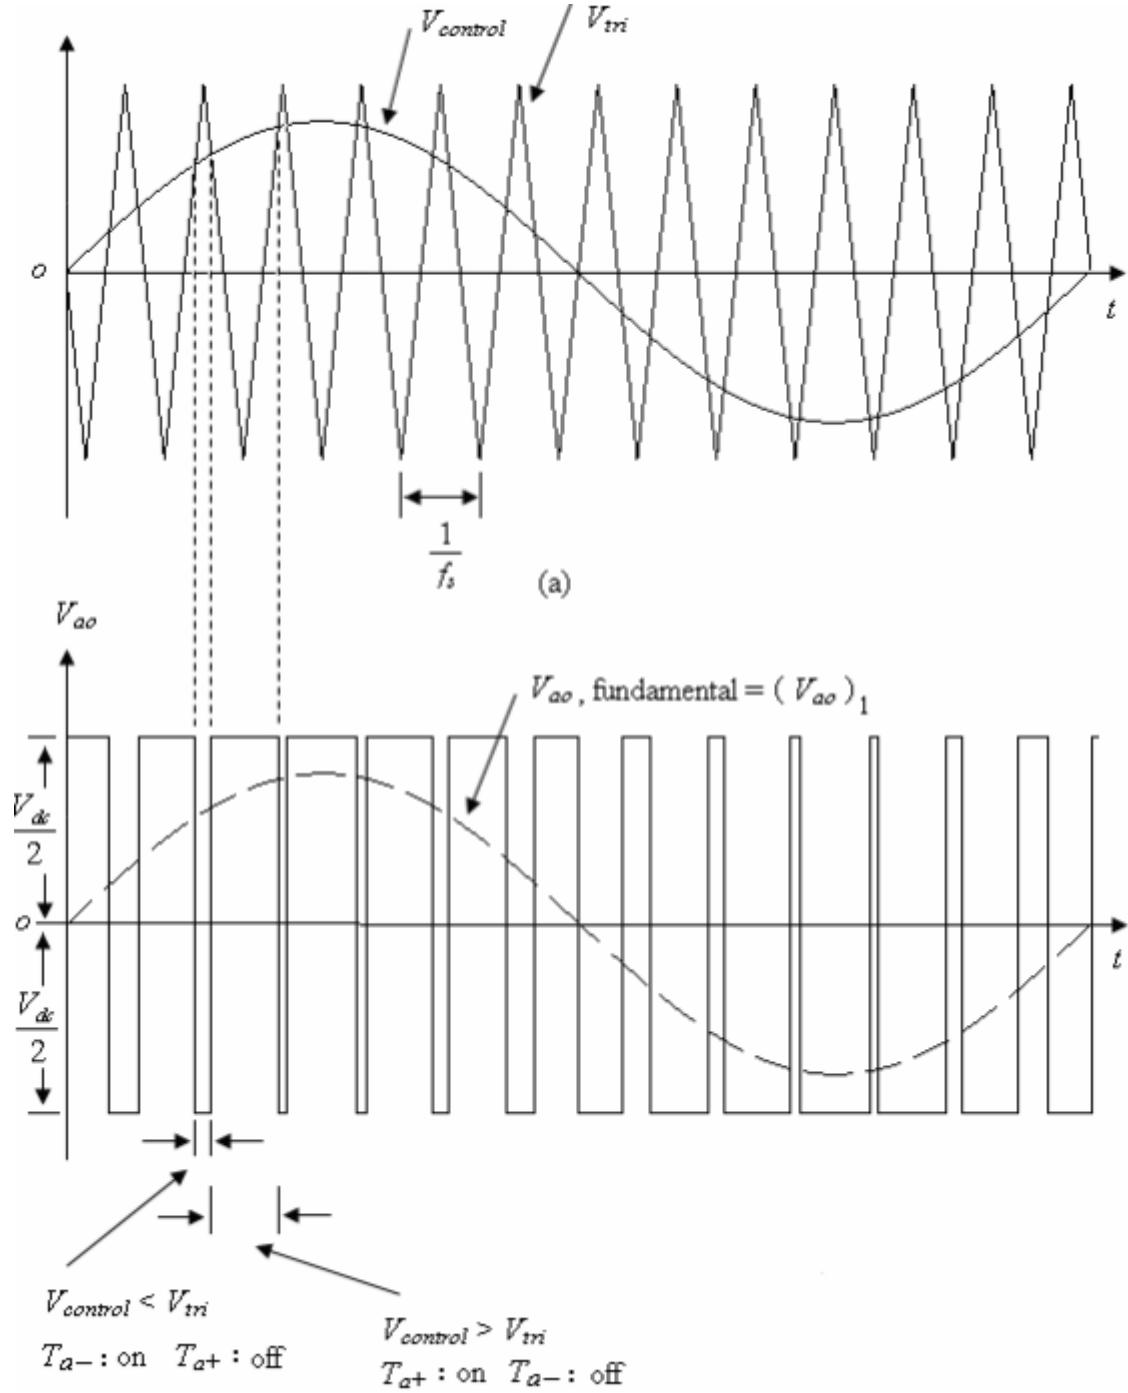 V_control
V_tri
o
t
1/f_s
(a)
V_ao
V_ao, fundamental = (V_ao)_1
V_dc/2
o
t
V_dc/2
V_control < V_tri
T_a- : on T_a+ : off
V_control > V_tri
T_a+ : on T_a- : off